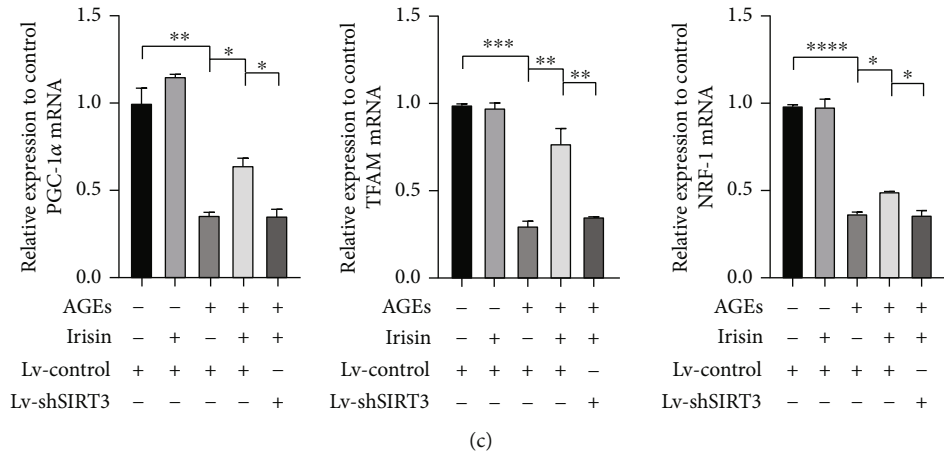 Relative expression to control
PGC-1α mRNA
1.5
1.0
0.5
0.0
** * *
AGEs – – + + +
Irisin – + – + +
Lv-control + + + + –
Lv-shSIRT3 – – – – +
Relative expression to control
TFAM mRNA
1.5
1.0
0.5
0.0
*** ** **
AGEs – – + + +
Irisin – + – + +
Lv-control + + + + –
Lv-shSIRT3 – – – – +
Relative expression to control
NRF-1 mRNA
1.5
1.0
0.5
0.0
**** * *
AGEs – – + + +
Irisin – + – + +
Lv-control + + + + –
Lv-shSIRT3 – – – – +
(c)